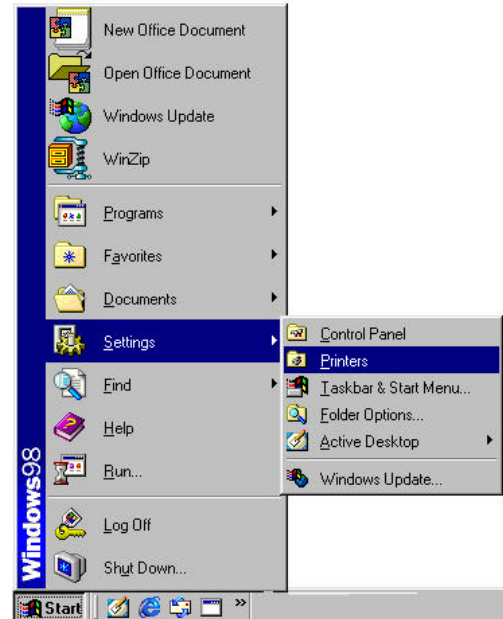 New Office Document
Open Office Document
Windows Update
WinZip
Programs
Favorites
Documents
Settings
Find
Help
Run...
Log Off
Shut Down...
Control Panel
Printers
Taskbar & Start Menu...
Folder Options...
Active Desktop
Windows Update...
Windows98
Start
»